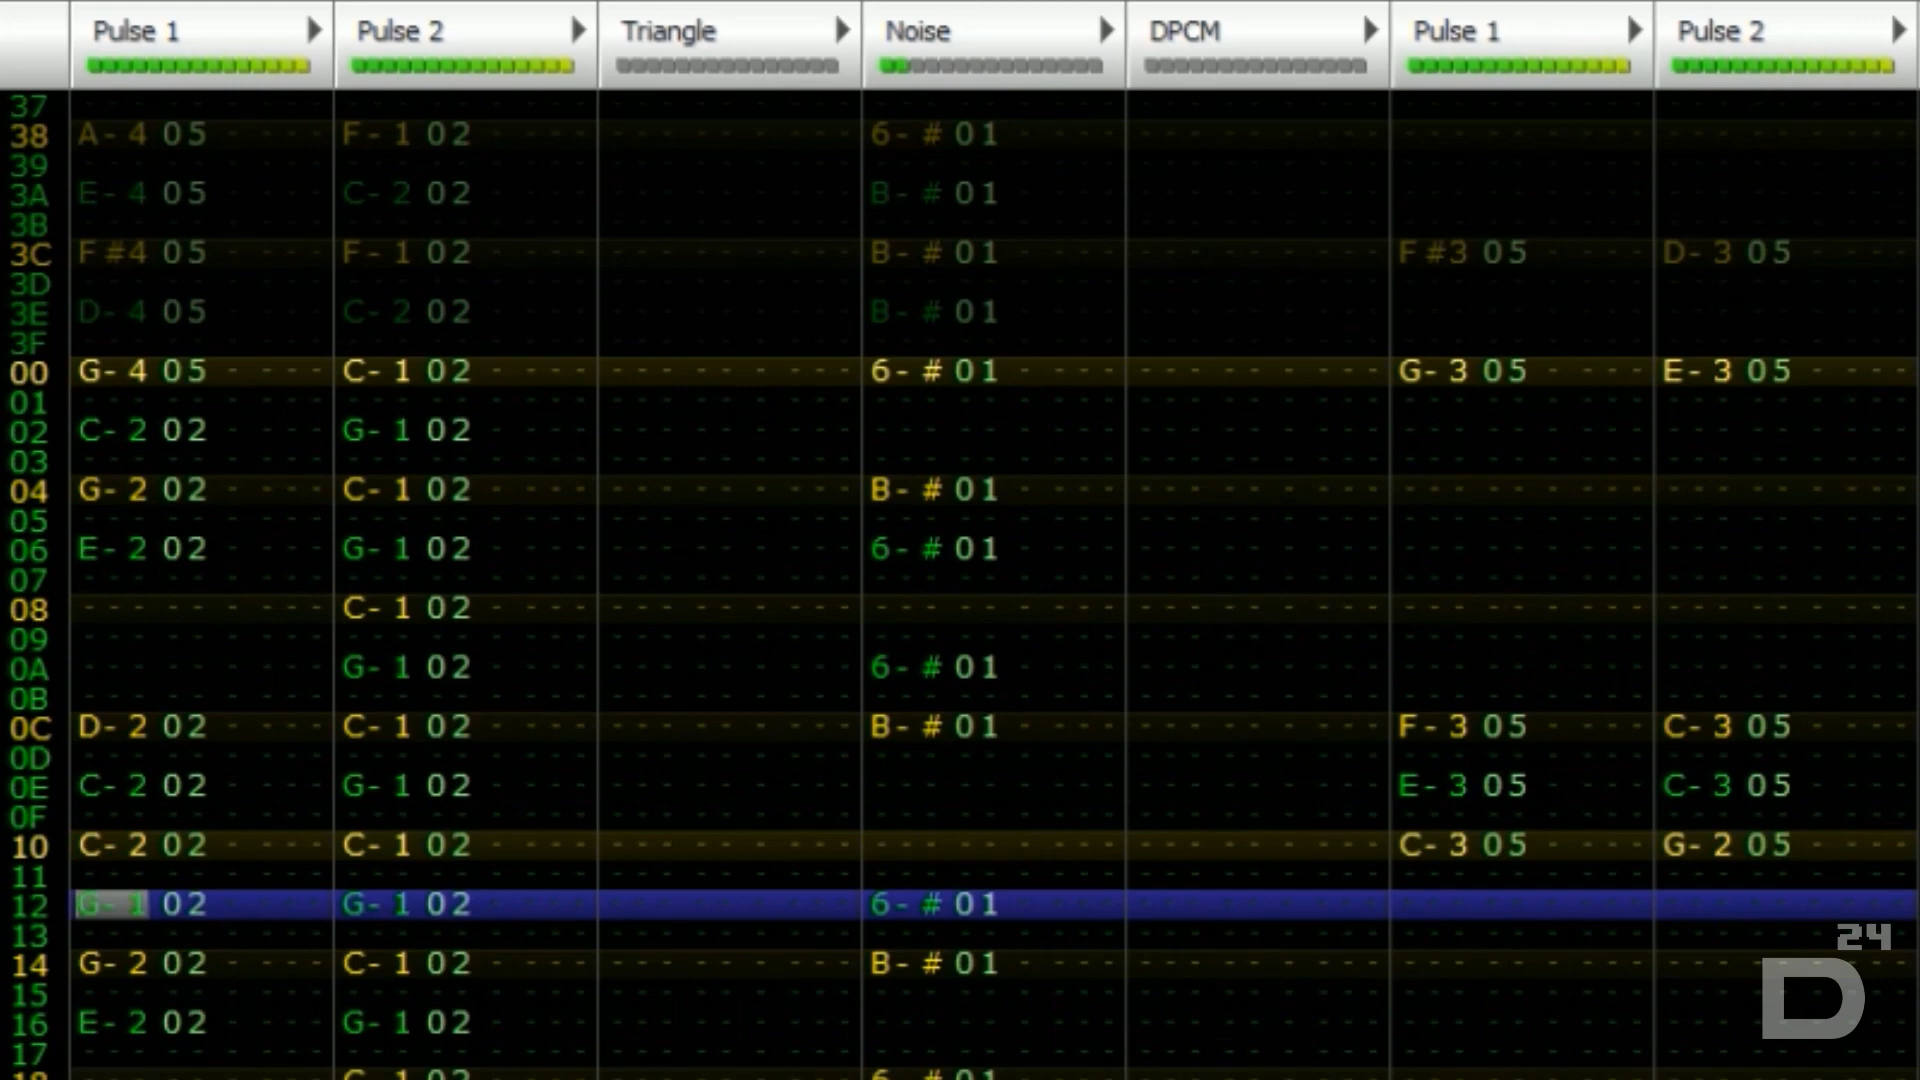 Pulse 1 Pulse 2 Triangle Noise DPCM Pulse 1 Pulse 2
37
38 A-4 05 F-1 02 6-# 01
39
3A E-4 05 C-2 02 B-# 01
3B
3C F#4 05 F-1 02 B-# 01 F#3 05 D-3 05
3D
3E D-4 05 C-2 02 B-# 01
3F
00 G-4 05 C-1 02 6-# 01 G-3 05 E-3 05
01
02 C-2 02 G-1 02
03
04 G-2 02 C-1 02 B-# 01
05
06 E-2 02 G-1 02 6-# 01
07
08 C-1 02
09
0A G-1 02 6-# 01
0B
0C D-2 02 C-1 02 B-# 01 F-3 05 C-3 05
0D
0E C-2 02 G-1 02 E-3 05 C-3 05
0F
10 C-2 02 C-1 02 C-3 05 G-2 05
11
12 G-1 02 G-1 02 6-# 01
13
14 G-2 02 C-1 02 B-# 01
15
16 E-2 02 G-1 02
17
18 C-1 02 6-# 01
24
D